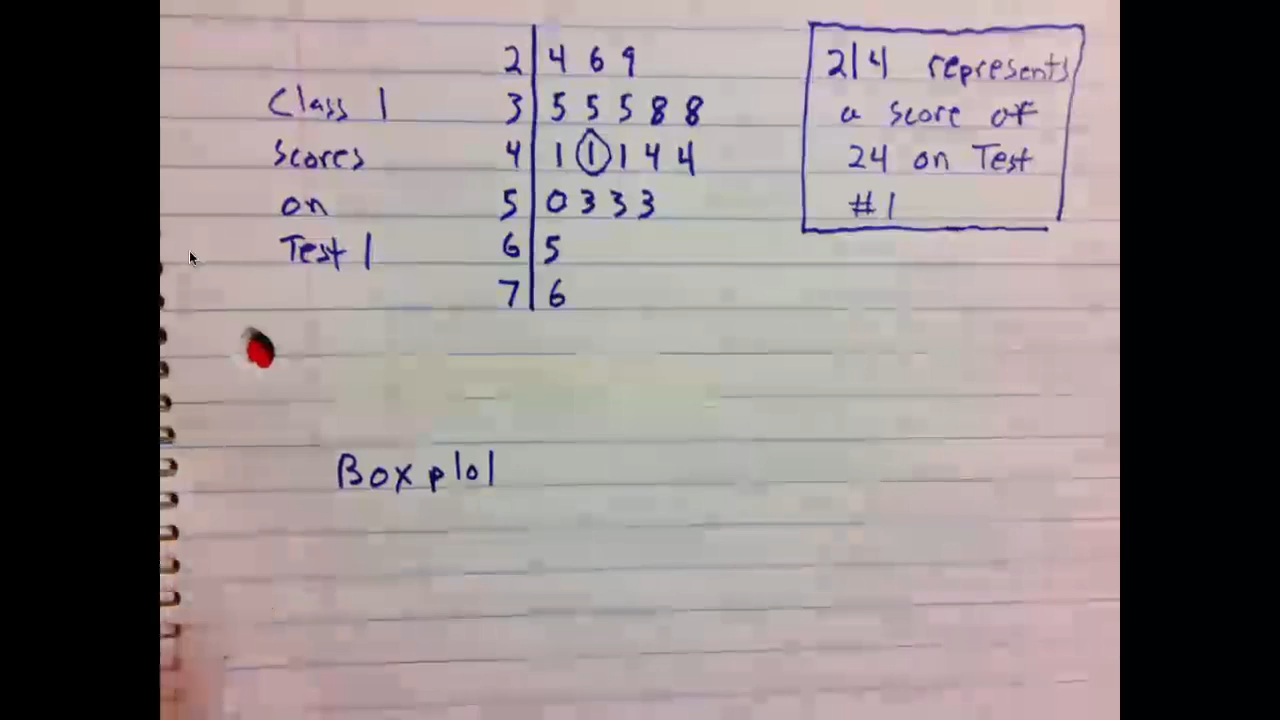 2 | 4 6 9
Class 1 3 | 5 5 5 8 8
Scores 4 | 1 1 1 4 4
on 5 | 0 3 3 3
Test 1 6 | 5
7 | 6
2|4 represents
a score of
24 on Test
#1
Boxplol